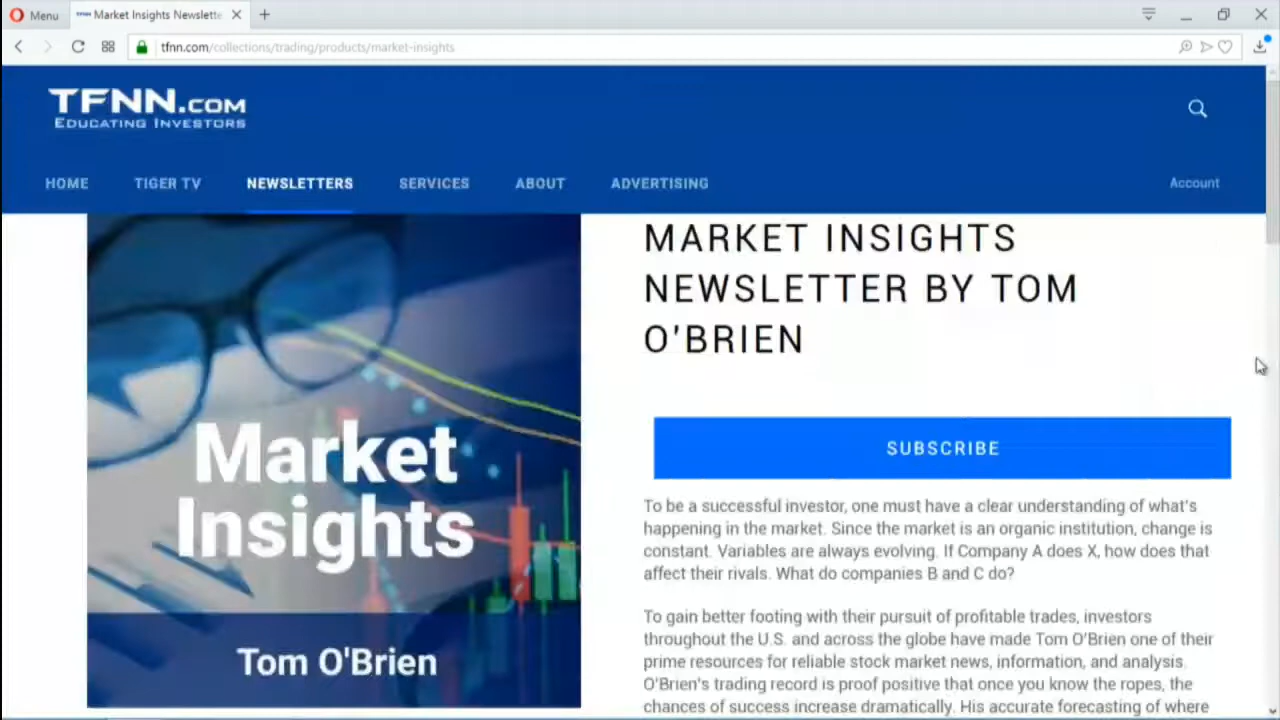 Menu
Market Insights Newslette
tfnn.com/collections/trading/products/market-insights
TFNN.COM
EDUCATING INVESTORS
HOME TIGER TV NEWSLETTERS SERVICES ABOUT ADVERTISING Account
MARKET INSIGHTS
NEWSLETTER BY TOM
O'BRIEN
Market
Insights
Tom O'Brien
SUBSCRIBE
To be a successful investor, one must have a clear understanding of what's
happening in the market. Since the market is an organic institution, change is
constant. Variables are always evolving. If Company A does X, how does that
affect their rivals. What do companies B and C do?
To gain better footing with their pursuit of profitable trades, investors
throughout the U.S. and across the globe have made Tom O'Brien one of their
prime resources for reliable stock market news, information, and analysis.
O'Brien's trading record is proof positive that once you know the ropes, the
chances of success increase dramatically. His accurate forecasting of where